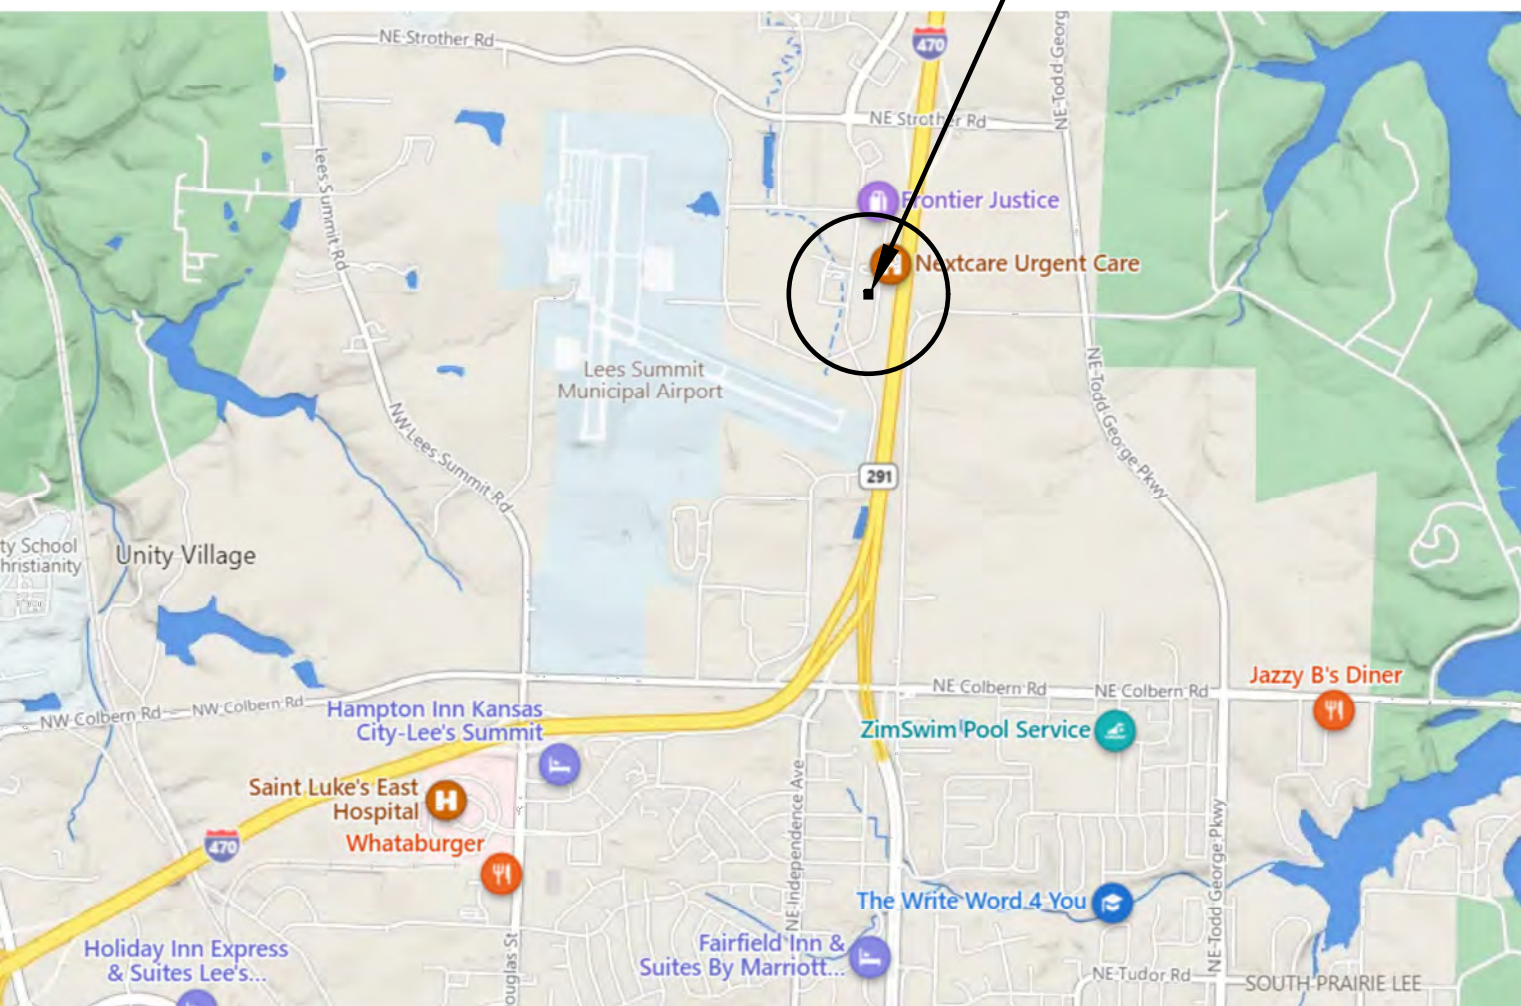 NE Strother Rd
470
NE-Todd-Georg
NE Strother Rd
Frontier Justice
Lees Summit Rd
Nextcare Urgent Care
Lees Summit
Municipal Airport
NE-Todd-George-Pkwy
NW-Lees-Summit-Rd
291
ty School
hristianity
Unity Village
Jazzy B's Diner
NE Colbern Rd
NE Colbern Rd
NW Colbern Rd
NW Colbern Rd
Hampton Inn Kansas
City-Lee's Summit
ZimSwim Pool Service
Saint Luke's East
Hospital
H
Whataburger
470
NE-Independence Ave
NE-Todd George-Pkwy
The Write Word 4 You
Fairfield Inn &
Suites By Marriott...
Holiday Inn Express
& Suites Lee's...
ouglas St
NE-Tudor Rd
SOUTH PRAIRIE LEE